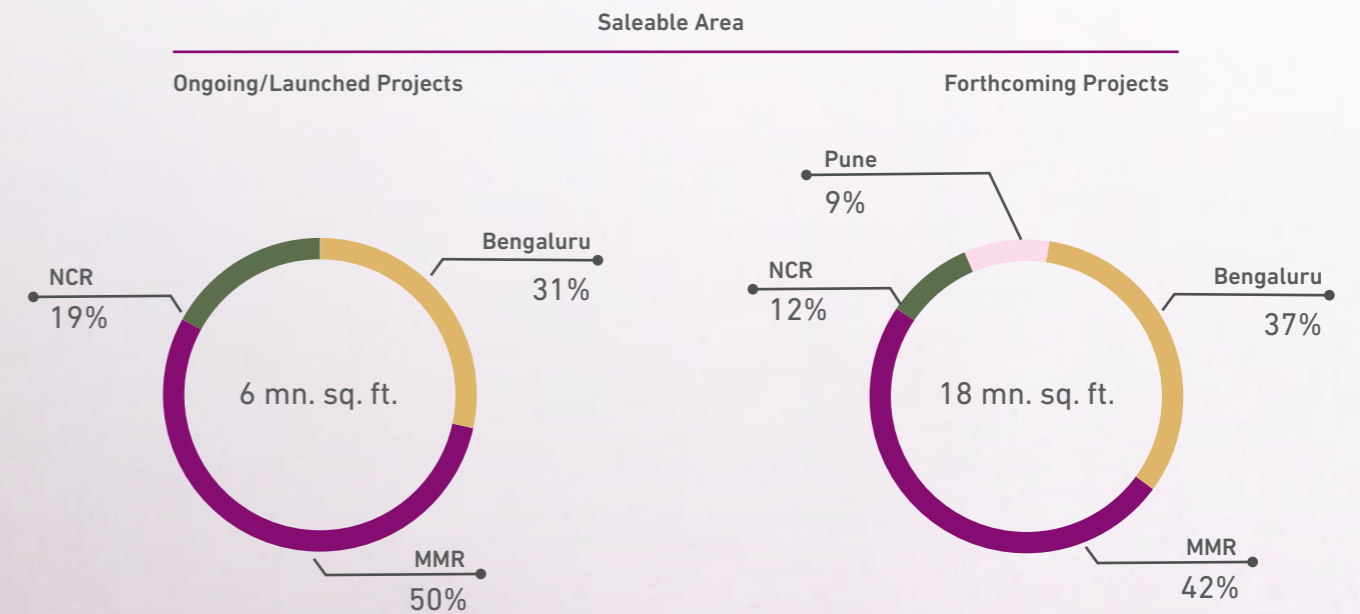 Saleable Area
Ongoing/Launched Projects
NCR
19%
Bengaluru
31%
6 mn. sq. ft.
MMR
50%
Forthcoming Projects
Pune
9%
NCR
12%
Bengaluru
37%
18 mn. sq. ft.
MMR
42%